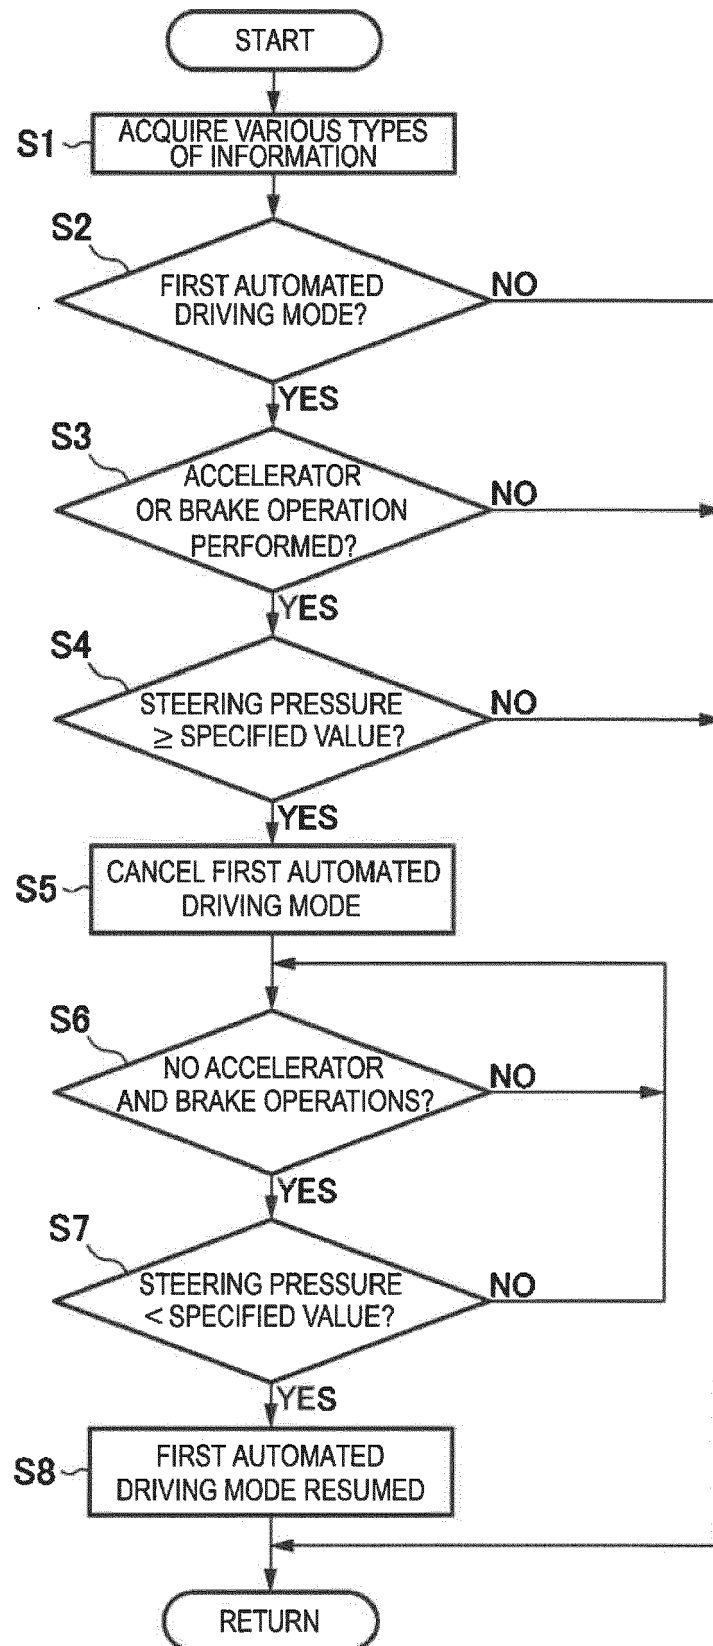 START
S1
ACQUIRE VARIOUS TYPES
OF INFORMATION
S2
FIRST AUTOMATED
DRIVING MODE?
NO
YES
S3
ACCELERATOR
OR BRAKE OPERATION
PERFORMED?
NO
YES
S4
STEERING PRESSURE
≥ SPECIFIED VALUE?
NO
YES
S5
CANCEL FIRST AUTOMATED
DRIVING MODE
S6
NO ACCELERATOR
AND BRAKE OPERATIONS?
NO
YES
S7
STEERING PRESSURE
< SPECIFIED VALUE?
NO
YES
S8
FIRST AUTOMATED
DRIVING MODE RESUMED
RETURN